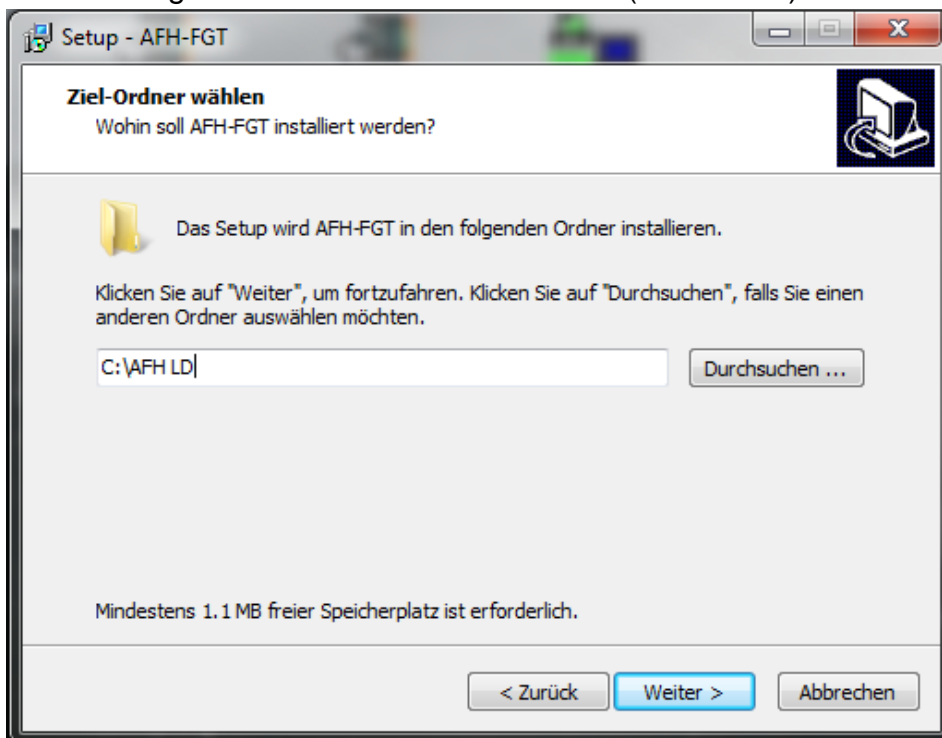 Setup - AFH-FGT
Ziel-Ordner wählen
Wohin soll AFH-FGT installiert werden?
Das Setup wird AFH-FGT in den folgenden Ordner installieren.
Klicken Sie auf "Weiter", um fortzufahren. Klicken Sie auf "Durchsuchen", falls Sie einen
anderen Ordner auswählen möchten.
C:\AFH LD
Durchsuchen ...
Mindestens 1.1 MB freier Speicherplatz ist erforderlich.
< Zurück
Weiter >
Abbrechen